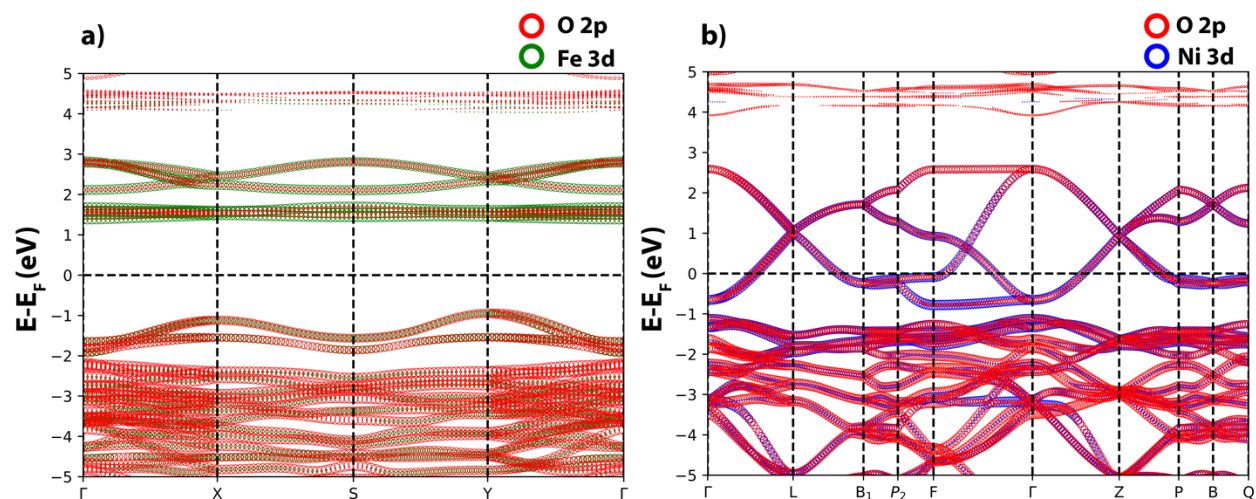 a)
O 2p
Fe 3d
E-E_F (eV)
5
4
3
2
1
0
−1
−2
−3
−4
−5
Γ X S Y Γ
b)
O 2p
Ni 3d
E-E_F (eV)
5
4
3
2
1
0
−1
−2
−3
−4
−5
Γ L B₁ P₂ F Γ Z P B Q